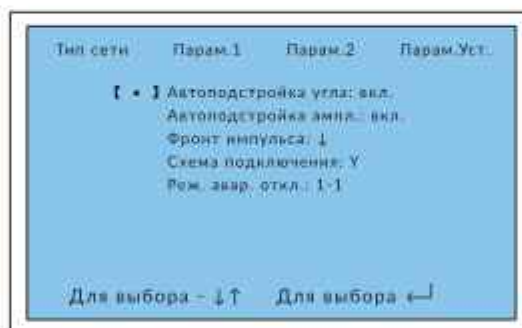 Тип сети Парам.1 Парам.2 Парам.Уст.
[ • ] Автоподстройка угла: вкл.
Автоподстройка ампл.: вкл.
Фронт импульса: ↓
Схема подключения: Y
Реж. авар. откл.: 1-1
Для выбора - ↓↑ Для выбора ↵